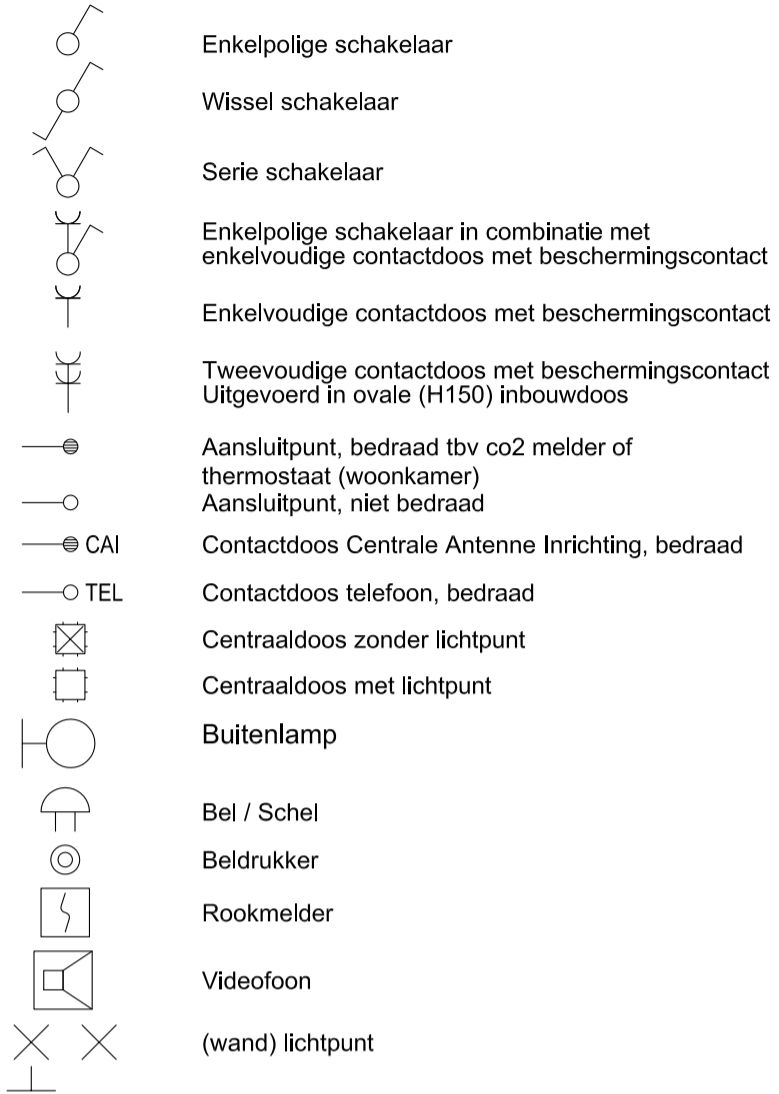 Enkelpolige schakelaar
Wissel schakelaar
Serie schakelaar
Enkelpolige schakelaar in combinatie met
enkelvoudige contactdoos met beschermingscontact
Enkelvoudige contactdoos met beschermingscontact
Tweevoudige contactdoos met beschermingscontact
Uitgevoerd in ovale (H150) inbouwdoos
Aansluitpunt, bedraad tbv co2 melder of
thermostaat (woonkamer)
Aansluitpunt, niet bedraad
CAI Contactdoos Centrale Antenne Inrichting, bedraad
TEL Contactdoos telefoon, bedraad
Centraaldoos zonder lichtpunt
Centraaldoos met lichtpunt
Buitenlamp
Bel / Schel
Beldrukker
Rookmelder
Videofoon
(wand) lichtpunt